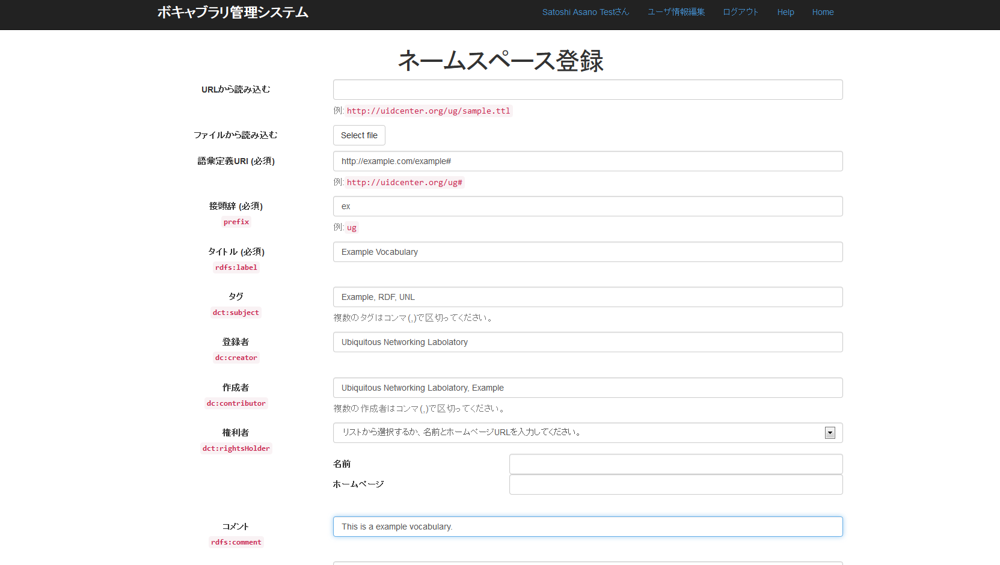 ボキャブラリ管理システム
Satoshi Asano Testさん ユーザ情報編集 ログアウト Help Home
ネームスペース登録
URLから読み込む
例: http://uidcenter.org/ug/sample.ttl
ファイルから読み込む Select file
語彙定義URI (必須) http://example.com/example#
例: http://uidcenter.org/ug#
接頭辞 (必須) ex
prefix
例: ug
タイトル (必須) Example Vocabulary
rdfs:label
タグ Example, RDF, UNL
dct:subject
複数のタグはコンマ(,)で区切ってください。
登録者 Ubiquitous Networking Labolatory
dc:creator
作成者 Ubiquitous Networking Labolatory, Example
dc:contributor
複数の作成者はコンマ(,)で区切ってください。
権利者 リストから選択するか、名前とホームページURLを入力してください。
dct:rightsHolder
名前
ホームページ
コメント This is a example vocabulary.
rdfs:comment